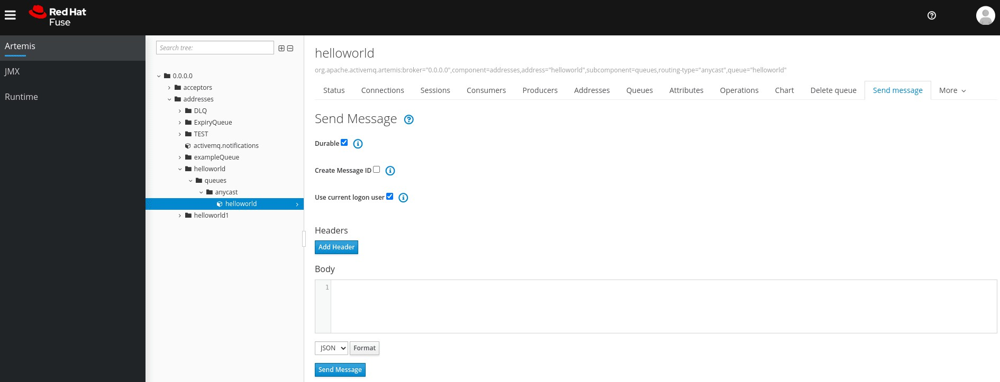 Red Hat
Fuse
Artemis
JMX
Runtime
Search tree:
0.0.0.0
acceptors
addresses
DLQ
ExpiryQueue
TEST
activemq.notifications
exampleQueue
helloworld
queues
anycast
helloworld
helloworld1
helloworld
org.apache.activemq.artemis:broker="0.0.0.0",component=addresses,address="helloworld",subcomponent=queues,routing-type="anycast",queue="helloworld"
Status Connections Sessions Consumers Producers Addresses Queues Attributes Operations Chart Delete queue Send message More
Send Message
Durable
Create Message ID
Use current logon user
Headers
Add Header
Body
1
JSON Format
Send Message